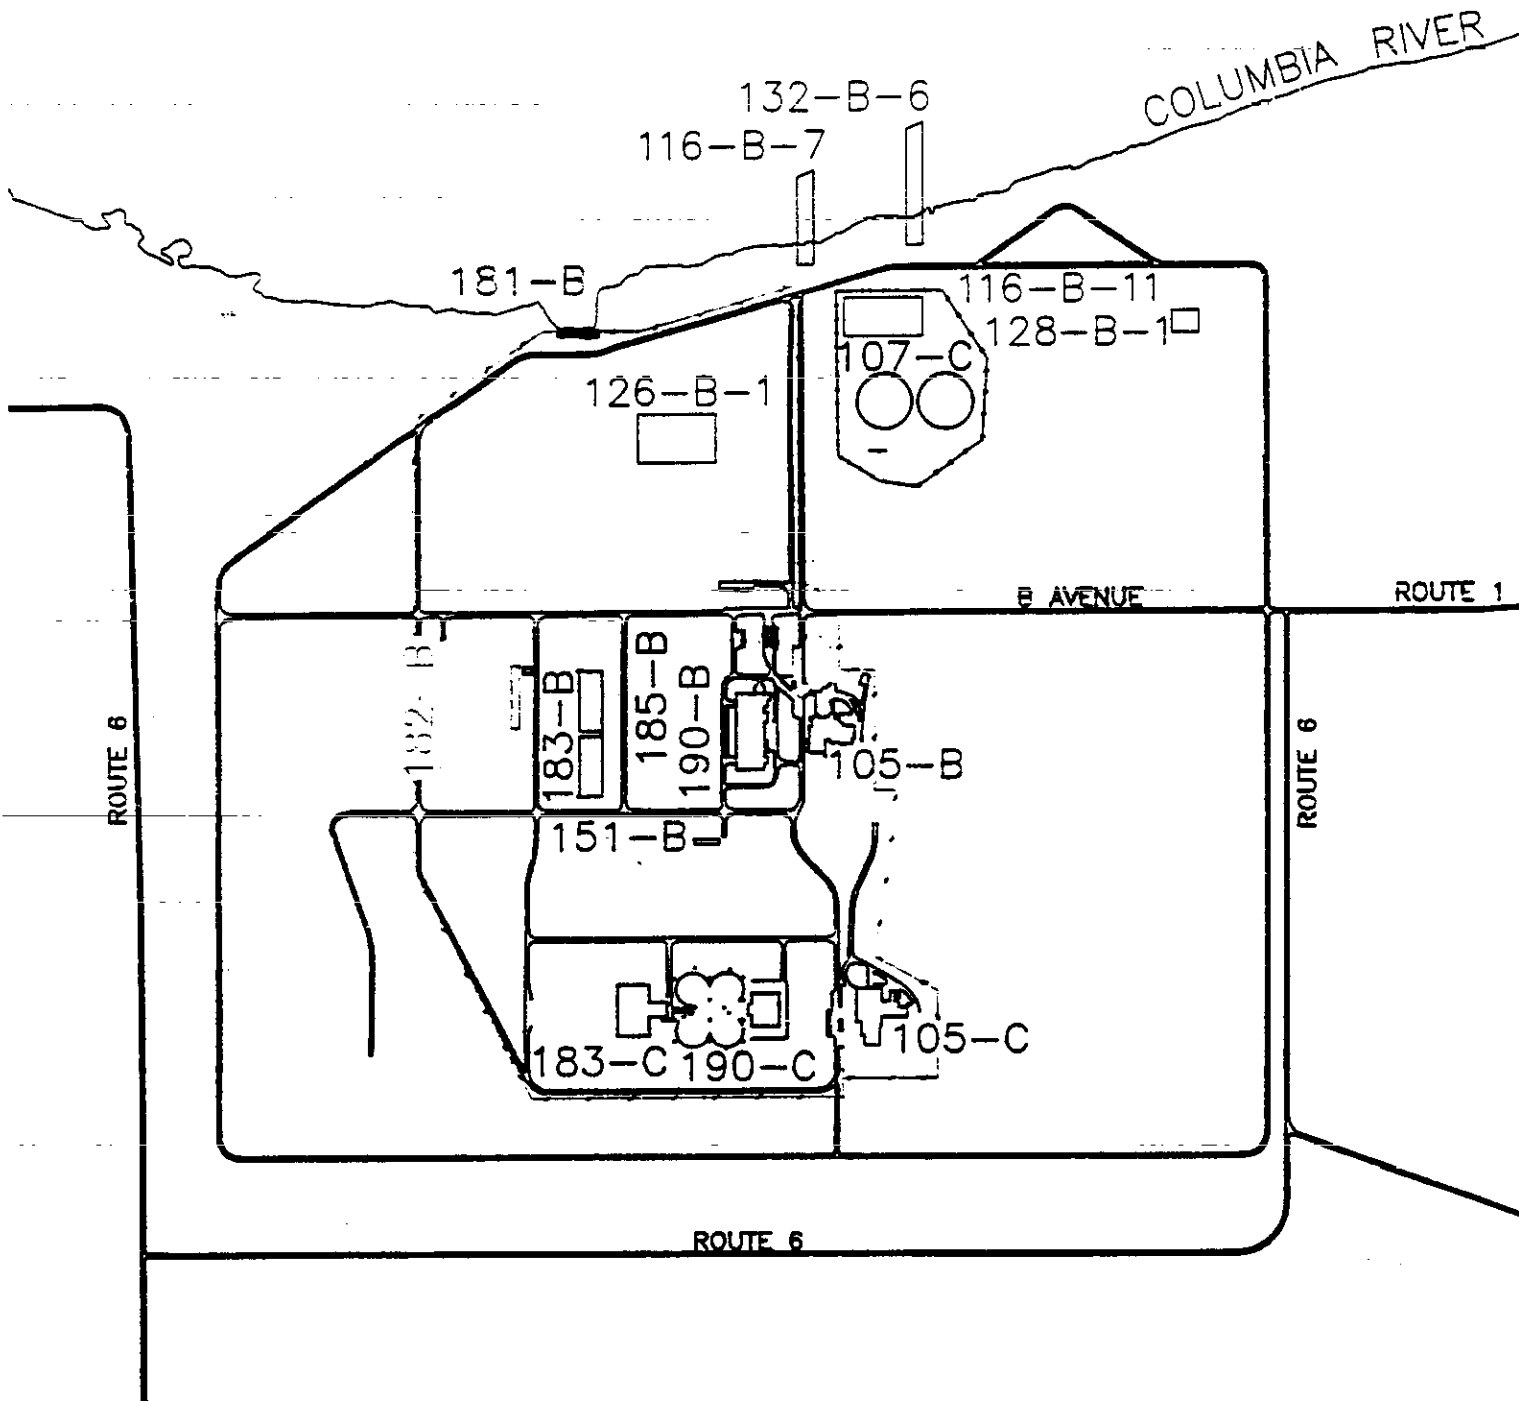 COLUMBIA RIVER
132-B-6
116-B-7
181-B
116-B-11
128-B-1
107-C
126-B-1
B AVENUE
ROUTE 1
182-B
183-B
185-B
190-B
105-B
ROUTE 6
ROUTE 6
151-B
183-C
190-C
105-C
ROUTE 6